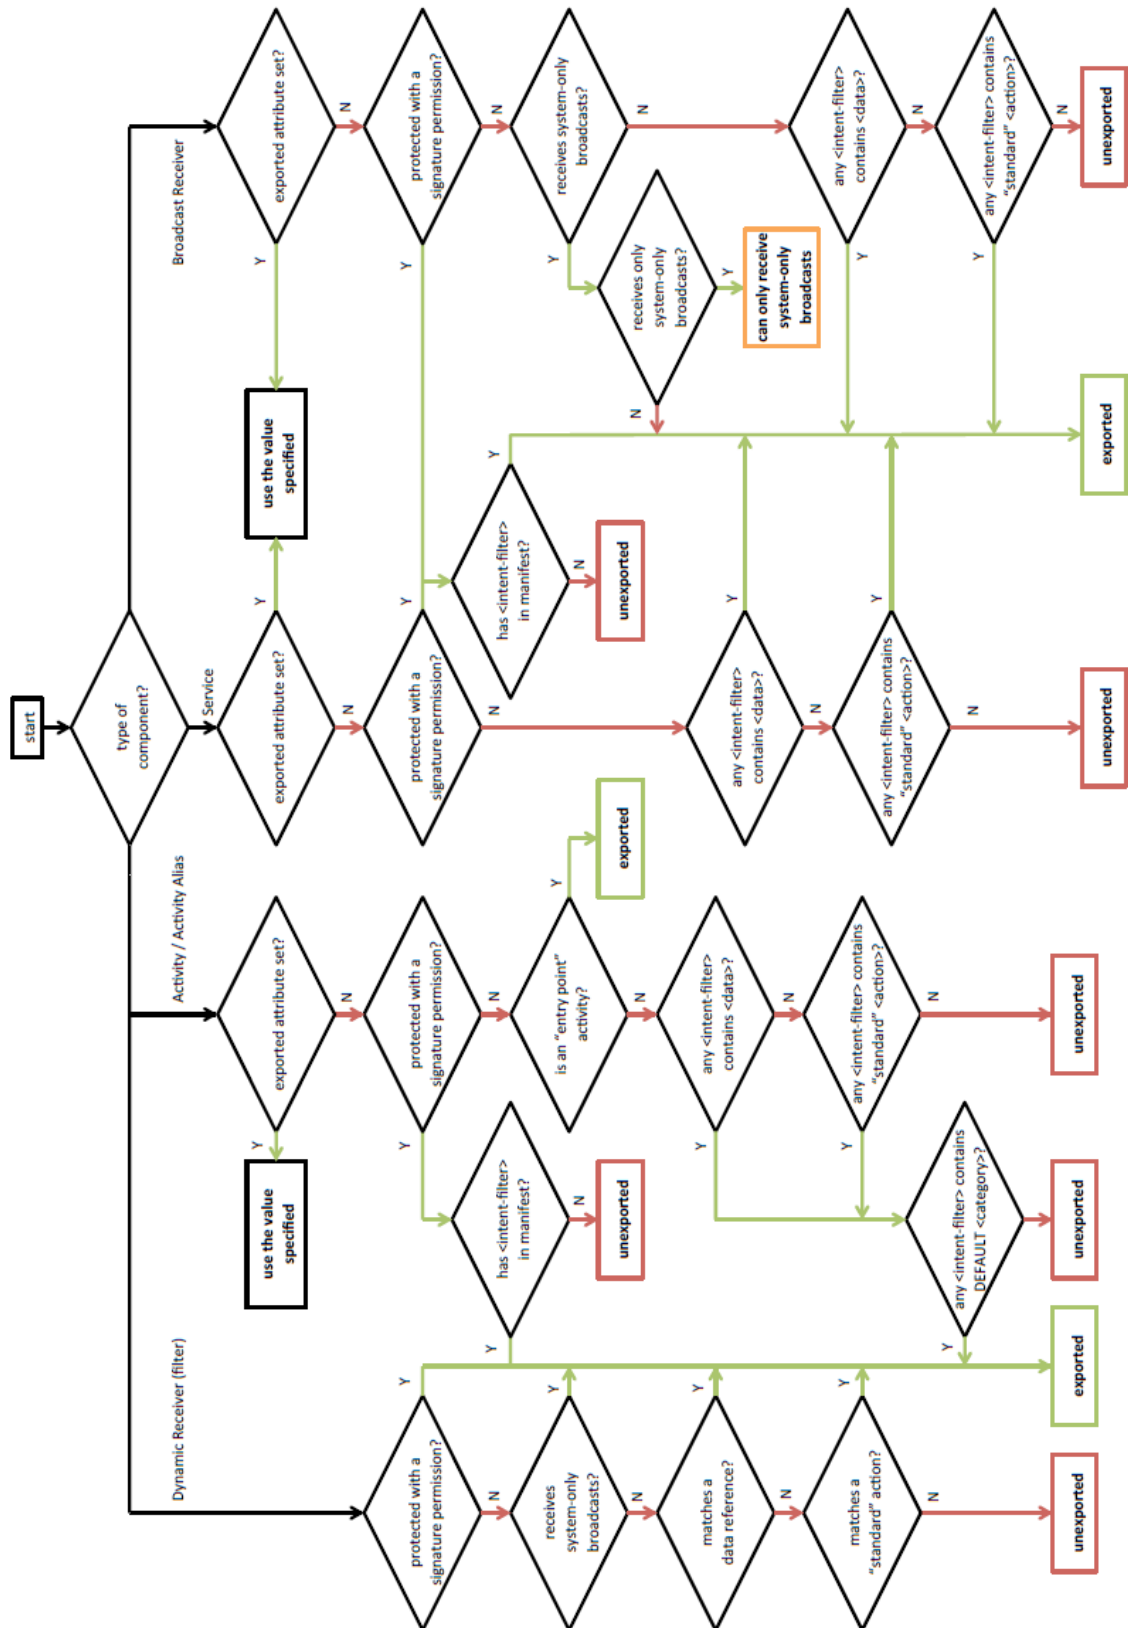 start
type of
component?
Dynamic Receiver (filter)
Activity / Activity Alias
Service
Broadcast Receiver
exported attribute set?
Y
N
exported attribute set?
Y
N
exported attribute set?
Y
N
use the value
specified
use the value
specified
protected with a
signature permission?
Y
N
protected with a
signature permission?
Y
N
protected with a
signature permission?
Y
N
protected with a
signature permission?
Y
N
has <intent-filter>
in manifest?
Y
N
has <intent-filter>
in manifest?
Y
N
receives
system-only
broadcasts?
Y
N
is an "entry point"
activity?
Y
N
receives system-only
broadcasts?
Y
N
unexported
exported
unexported
receives only
system-only
broadcasts?
N
Y
matches a
data reference?
Y
N
any <intent-filter>
contains <data>?
N
any <intent-filter>
contains <data>?
Y
N
can only receive
system-only
broadcasts
any <intent-filter>
contains <data>?
Y
N
matches a
"standard" action?
Y
N
any <intent-filter> contains
"standard" <action>?
Y
N
any <intent-filter> contains
"standard" <action>?
Y
N
any <intent-filter> contains
"standard" <action>?
Y
N
any <intent-filter> contains
DEFAULT <category>?
Y
Y
unexported
exported
unexported
unexported
unexported
exported
unexported